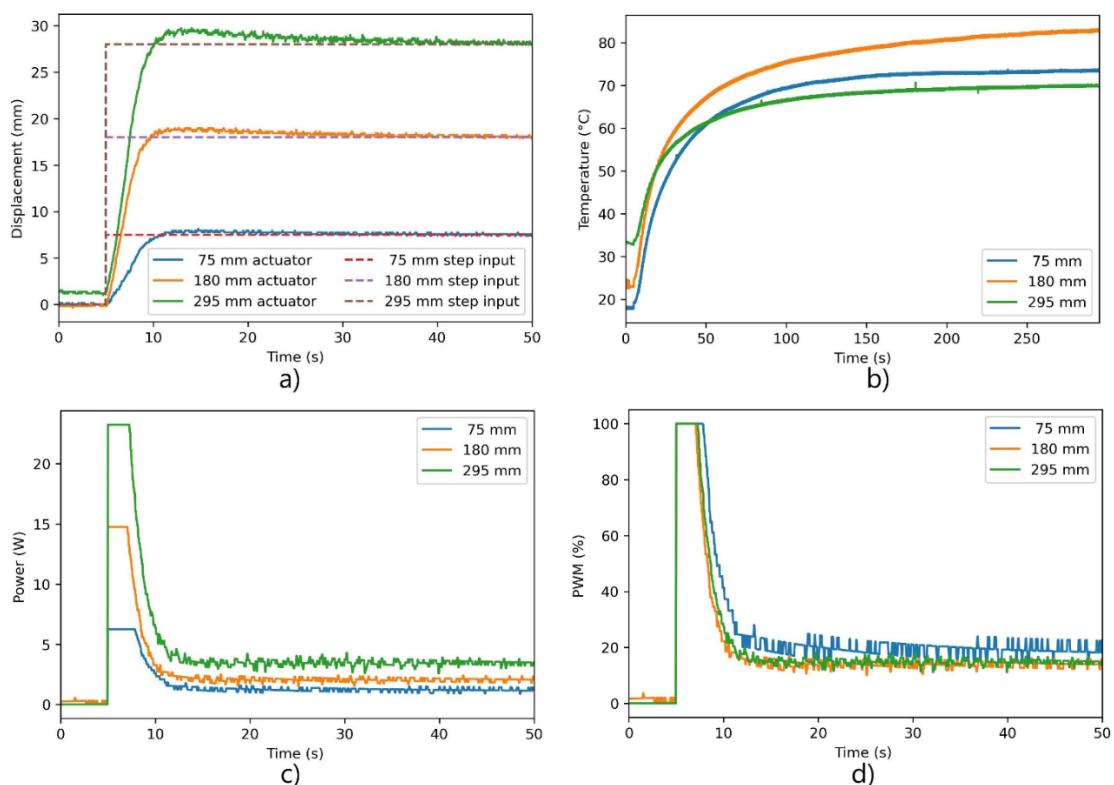 30
25
20
15
10
5
0
Displacement (mm)
75 mm actuator
180 mm actuator
295 mm actuator
75 mm step input
180 mm step input
295 mm step input
0 10 20 30 40 50
Time (s)
a)
80
70
60
50
40
30
20
Temperature (°C)
75 mm
180 mm
295 mm
0 50 100 150 200 250
Time (s)
b)
20
15
10
5
0
Power (W)
75 mm
180 mm
295 mm
0 10 20 30 40 50
Time (s)
c)
100
80
60
40
20
0
PWM (%)
75 mm
180 mm
295 mm
0 10 20 30 40 50
Time (s)
d)